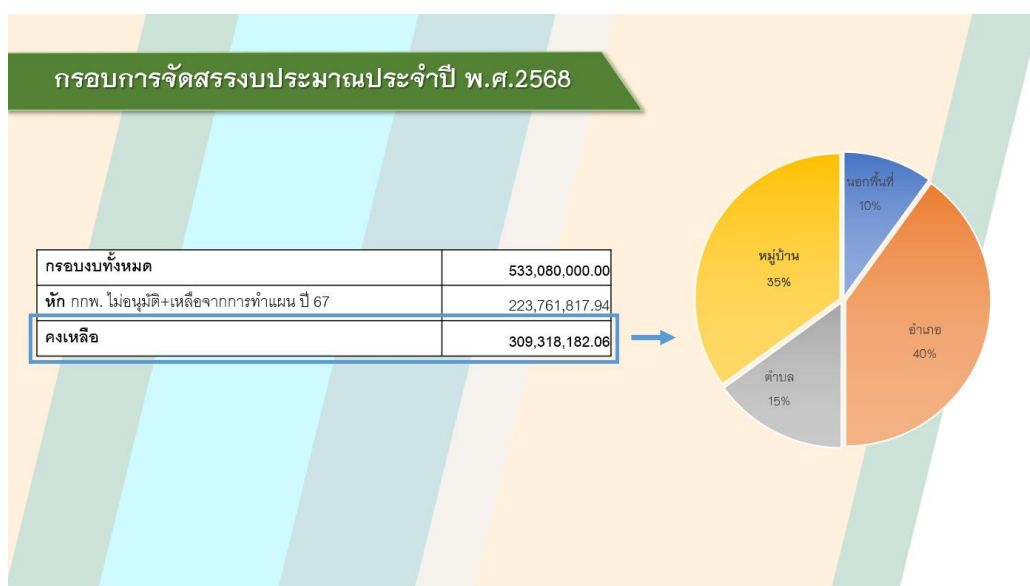 กรอบการจัดสรรงบประมาณประจำปี พ.ศ.2568
กรอบงบทั้งหมด 533,080,000.00
หัก กกพ. ไม่อนุมัติ+เหลือจากการทำแผน ปี 67 223,761,817.94
คงเหลือ 309,318,182.06
นอกพื้นที่
10%
หมู่บ้าน
35%
อำเภอ
40%
ตำบล
15%